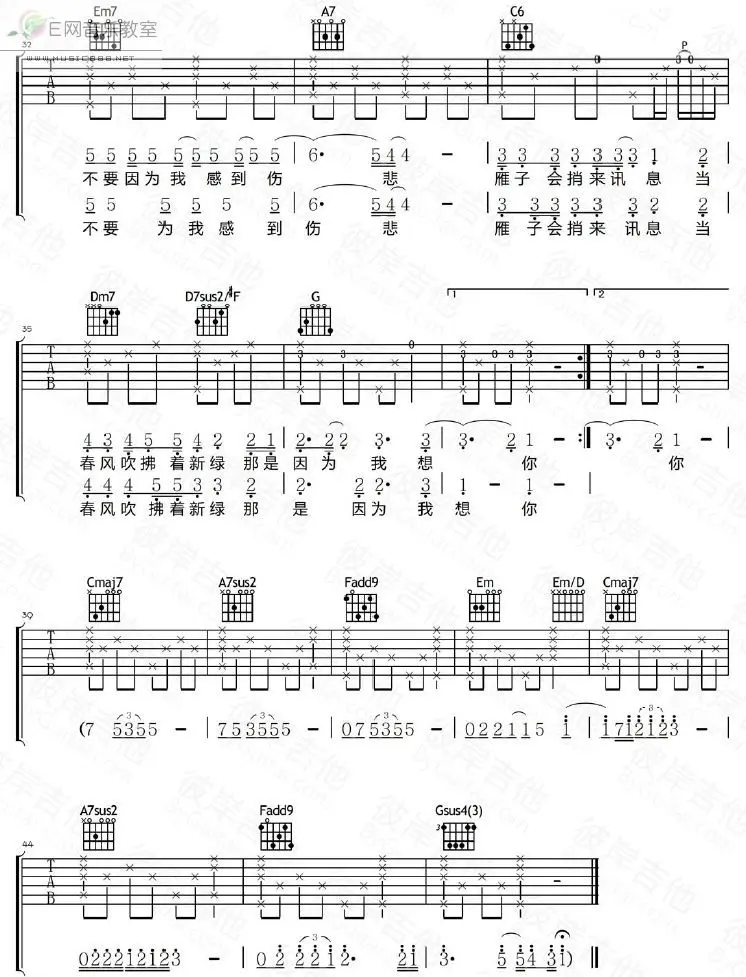 E网音乐教室
WWW.MUSIC888.NET
Em7 A7 C6
32
T A B
0 P 3 0
5 5 5 5 5 5 5 5 5 6· 5 4 4 - 3 3 3 3 3 3 3 1 2
不要因为我 感到伤 悲 雁子 会捎来讯 息 当
5 5 5 5 5 5 5 5 6· 5 4 4 - 3 3 3 3 3 3 3 1 2
不要 为我 感到伤 悲 雁子会捎来 讯息 当
Dm7 D7sus2/#F G 1 2
35
T A B
4 3 4 5 5 4 2 2 1 2· 2 2 3· 3 3· 2 1 - 3· 2 1 -
春风吹拂 着新绿 那是因为 我 想 你 你
4 4 4 5 5 3 3 2 2· 2 2 3· 3 1 - 1 -
春风吹 拂着新绿 那 是 因为我 想 你
Cmaj7 A7sus2 Fadd9 Em Em/D Cmaj7
39
T A B
(7 5355 - 7 5 5355 - 0 7 5355 - 0 2 2 1 1 5 1 1 7 1 2 1 2 3 -
A7sus2 Fadd9 Gsus4(3)
44
T A B
0 2 2 2 1 2 1 2 3 - 0 2 2 2 1 2· 2 1 3· 5 5 4 3 1)